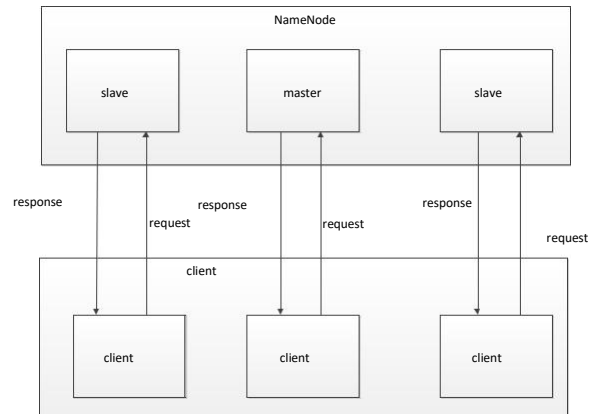 NameNode
slave
master
slave
response
request
response
request
response
request
client
client
client
client